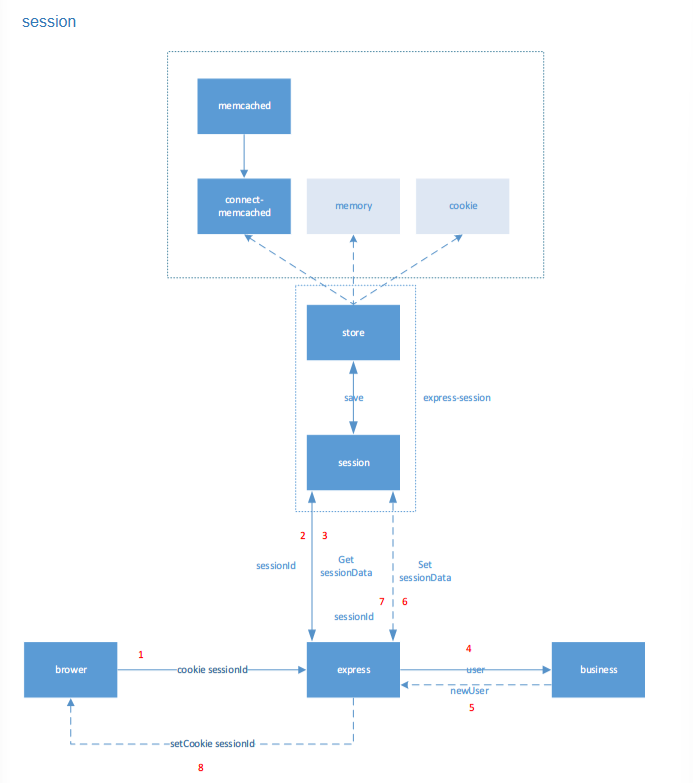 session
memcached
connect-
memcached
memory
cookie
store
save
express-session
session
2
3
sessionId
Get
sessionData
Set
sessionData
7
6
sessionId
1
4
brower
cookie sessionId
express
user
business
newUser
5
setCookie sessionId
8